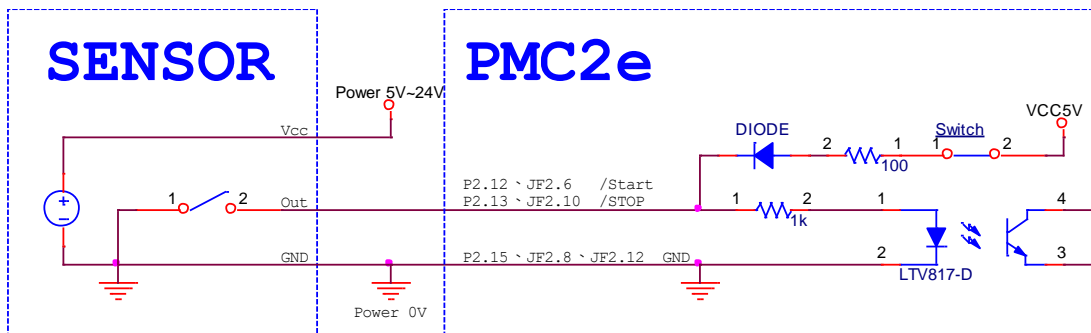 SENSOR
PMC2e
Power 5V~24V
Vcc
VCC5V
DIODE
Switch
2
1
1
2
100
P2.12、JF2.6 /Start
P2.13、JF2.10 /STOP
1
2
Out
1
2
1k
1
4
GND
P2.15、JF2.8、JF2.12 GND
2
3
LTV817-D
Power 0V